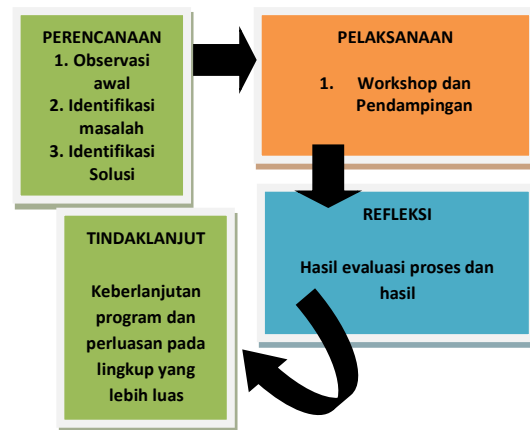 PERENCANAAN
1. Observasi
awal
2. Identifikasi
masalah
3. Identifikasi
Solusi
PELAKSANAAN
1. Workshop dan
Pendampingan
REFLEKSI
Hasil evaluasi proses dan
hasil
TINDAKLANJUT
Keberlanjutan
program dan
perluasan pada
lingkup yang
lebih luas